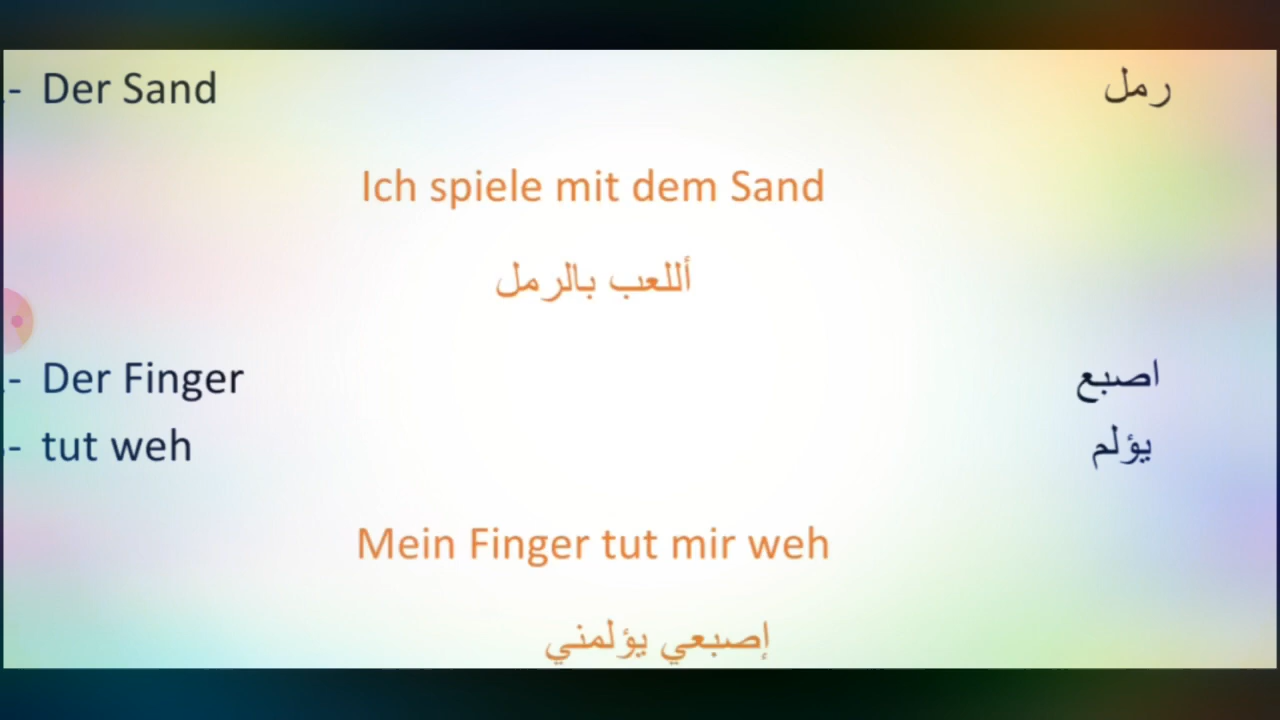 - Der Sand رمل
Ich spiele mit dem Sand
أللعب بالرمل
- Der Finger اصبع
- tut weh يؤلم
Mein Finger tut mir weh
إصبعي يؤلمني